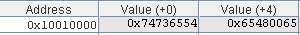 Address Value (+0) Value (+4)
0x10010000 0x74736554 0x65480065